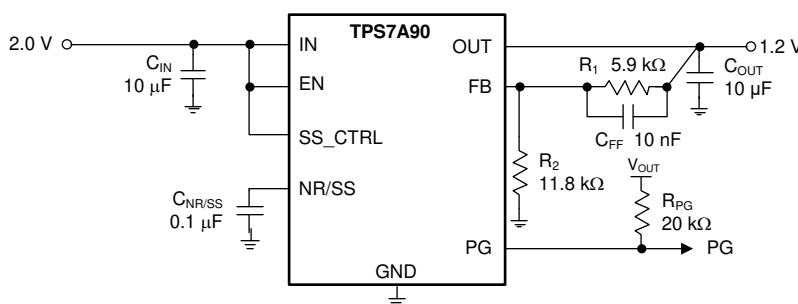 TPS7A90
2.0 V
IN
OUT
1.2 V
C_IN
10 μF
R_1 5.9 kΩ
C_OUT
10 μF
EN
FB
C_FF 10 nF
SS_CTRL
R_2
11.8 kΩ
V_OUT
NR/SS
C_NR/SS
0.1 μF
R_PG
20 kΩ
PG
PG
GND